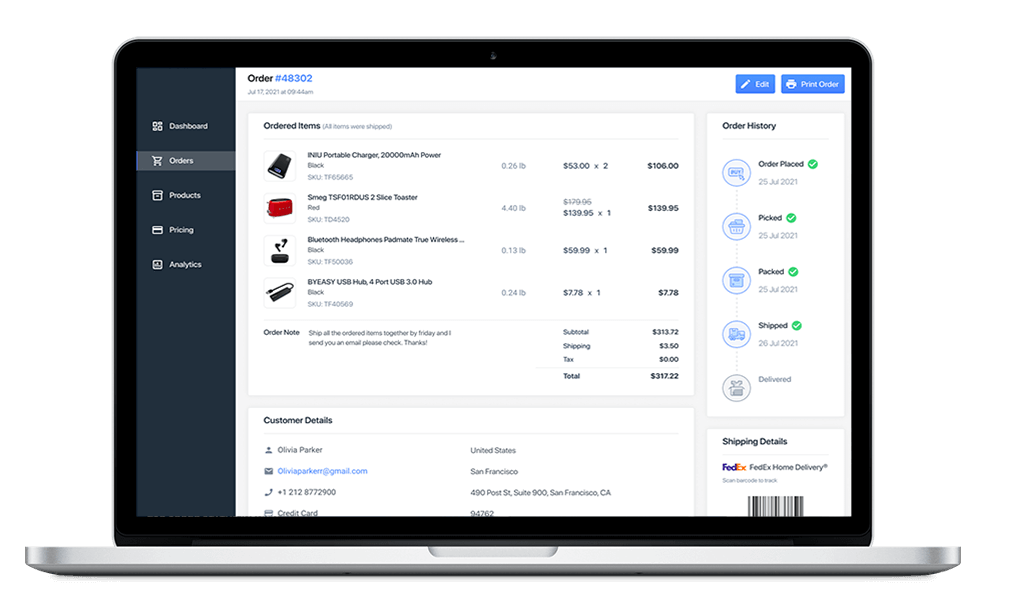 Order #48302
Jul 17, 2021 at 09:44am
Edit
Print Order
Dashboard
Orders
Products
Pricing
Analytics
Ordered Items (All items were shipped)
INIU Portable Charger, 20000mAh Power
Black
SKU: TF65665
0.26 lb
$53.00 x 2
$106.00
Smeg TSF01RDUS 2 Slice Toaster
Red
SKU: TD4520
4.40 lb
$179.95
$139.95 x 1
$139.95
Bluetooth Headphones Padmate True Wireless ...
Black
SKU: TF50036
0.13 lb
$59.99 x 1
$59.99
BYEASY USB Hub, 4 Port USB 3.0 Hub
Black
SKU: TF40569
0.24 lb
$7.78 x 1
$7.78
Order Note
Ship all the ordered items together by friday and I
send you an email please check. Thanks!
Subtotal $313.72
Shipping $3.50
Tax $0.00
Total $317.22
Customer Details
Olivia Parker
United States
Oliviaparkerr@gmail.com
San Francisco
+1 212 8772900
490 Post St, Suite 900, San Francisco, CA
Credit Card
94762
Order History
Order Placed
25 Jul 2021
Picked
25 Jul 2021
Packed
25 Jul 2021
Shipped
26 Jul 2021
Delivered
Shipping Details
FedEx FedEx Home Delivery®
Scan barcode to track